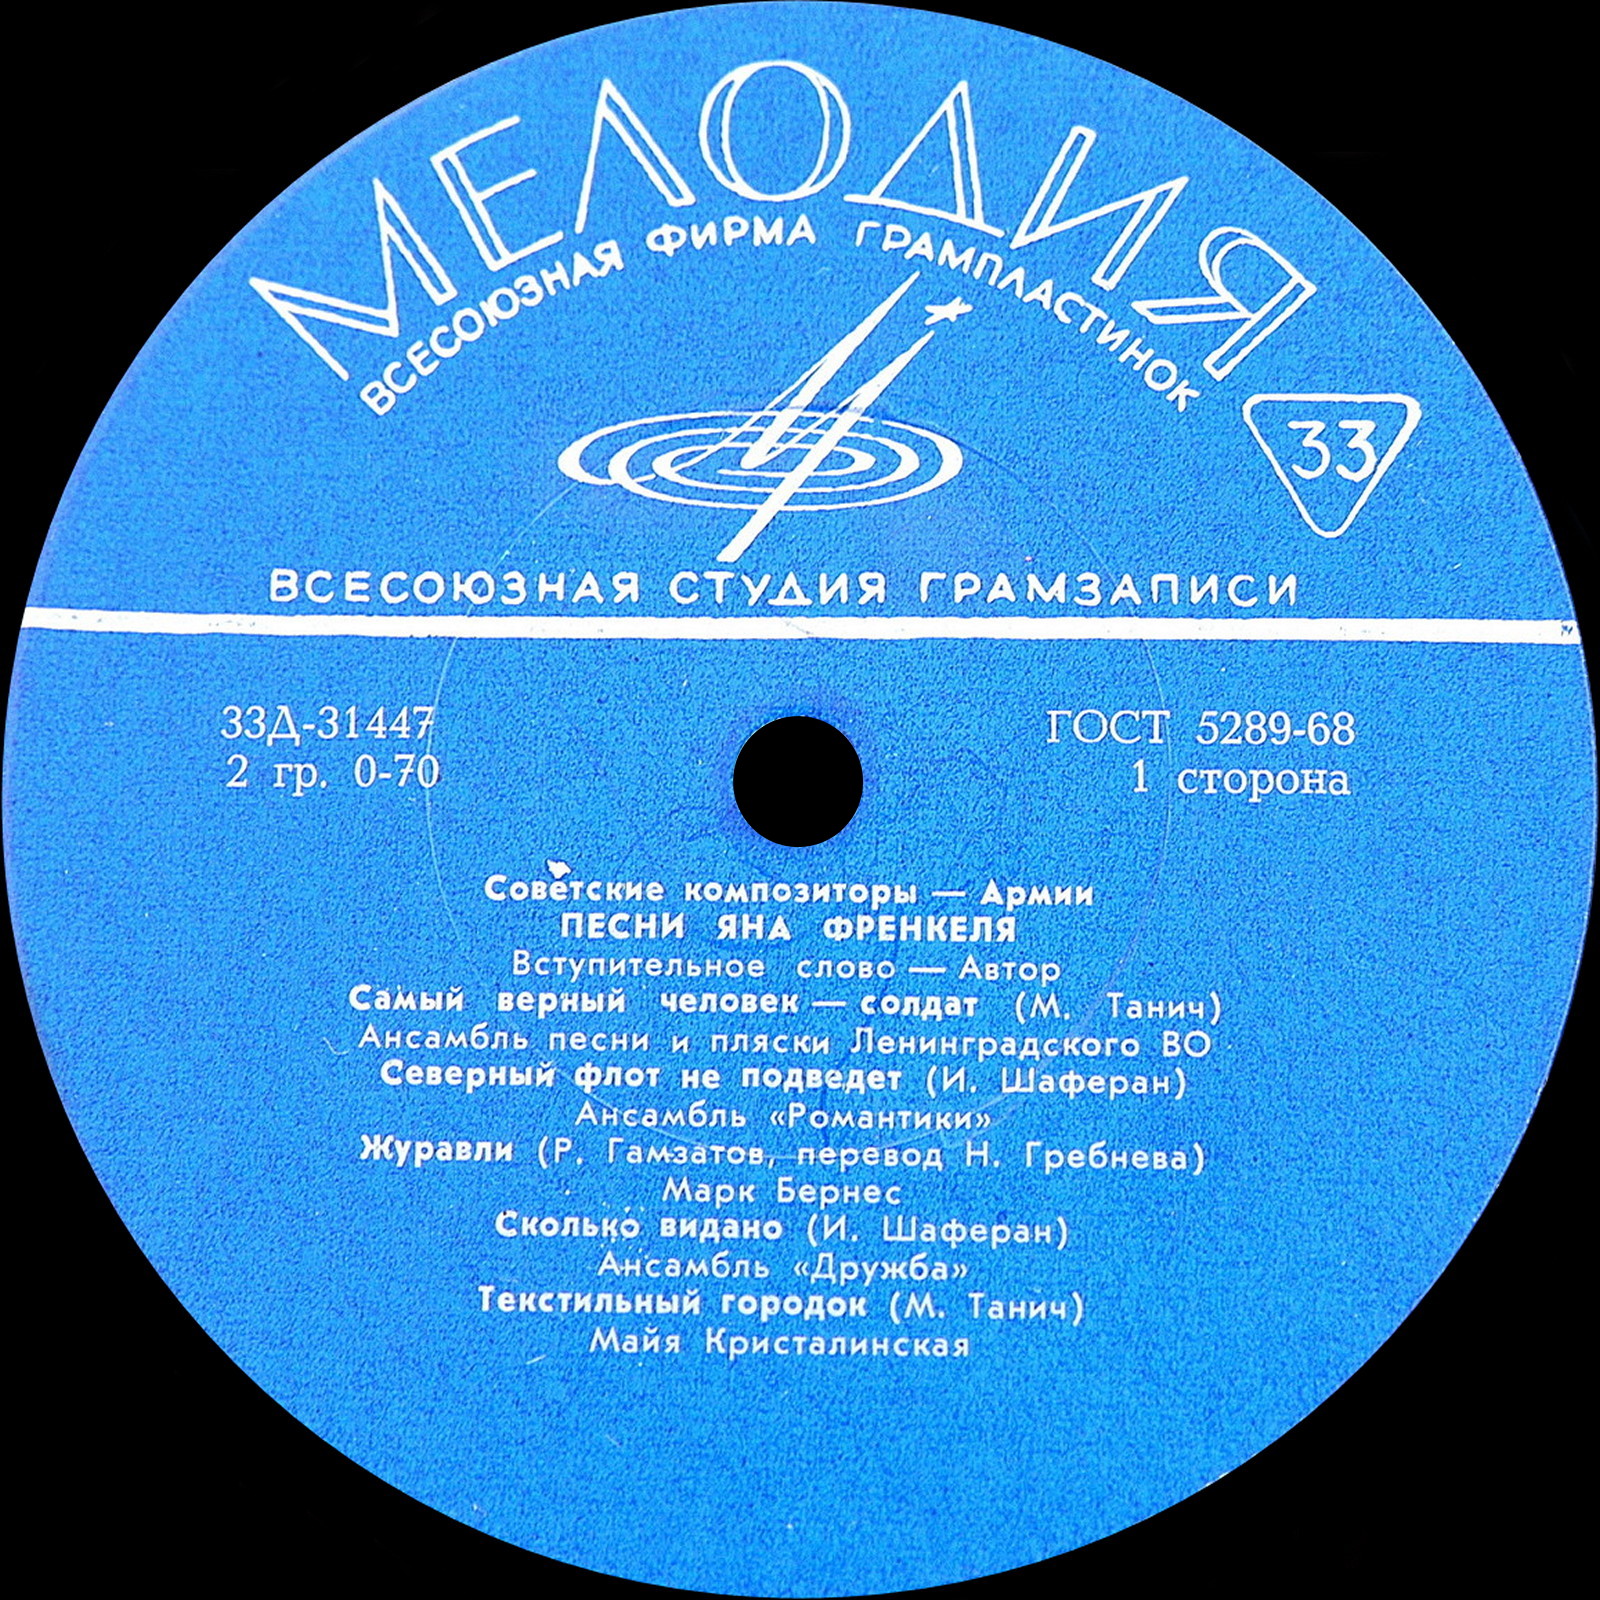 МЕЛОДИЯ
ВСЕСОЮЗНАЯ ФИРМА ГРАМПЛАСТИНОК
33
ВСЕСОЮЗНАЯ СТУДИЯ ГРАМЗАПИСИ
33Д-31447
2 гр. 0-70
ГОСТ 5289-68
1 сторона
Советские композиторы — Армии
ПЕСНИ ЯНА ФРЕНКЕЛЯ
Вступительное слово — Автор
Самый верный человек — солдат (М. Танич)
Ансамбль песни и пляски Ленинградского ВО
Северный флот не подведет (И. Шаферан)
Ансамбль «Романтики»
Журавли (Р. Гамзатов, перевод Н. Гребнева)
Марк Бернес
Сколько видано (И. Шаферан)
Ансамбль «Дружба»
Текстильный городок (М. Танич)
Майя Кристалинская